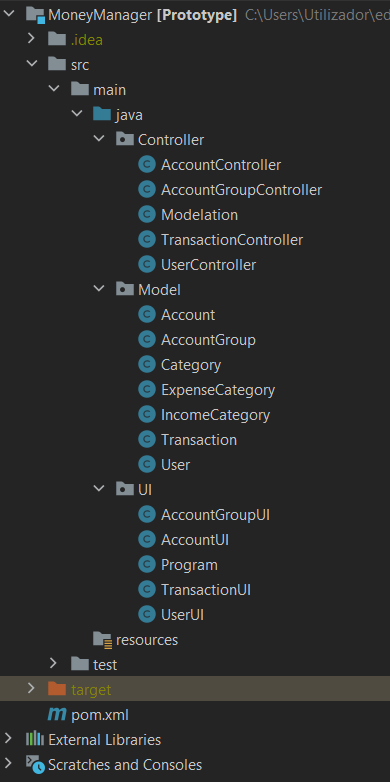 MoneyManager [Prototype] C:\Users\Utilizador\ed
.idea
src
main
java
Controller
C AccountController
C AccountGroupController
C Modelation
C TransactionController
C UserController
Model
C Account
C AccountGroup
C Category
C ExpenseCategory
C IncomeCategory
C Transaction
C User
UI
C AccountGroupUI
C AccountUI
C Program
C TransactionUI
C UserUI
resources
test
target
m pom.xml
External Libraries
Scratches and Consoles